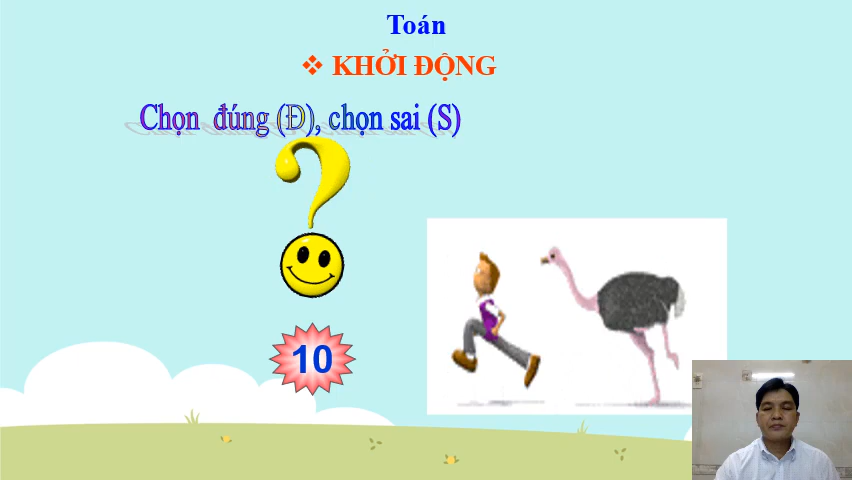 Toán
❖ KHỞI ĐỘNG
Chọn đúng (Đ), chọn sai (S)
10